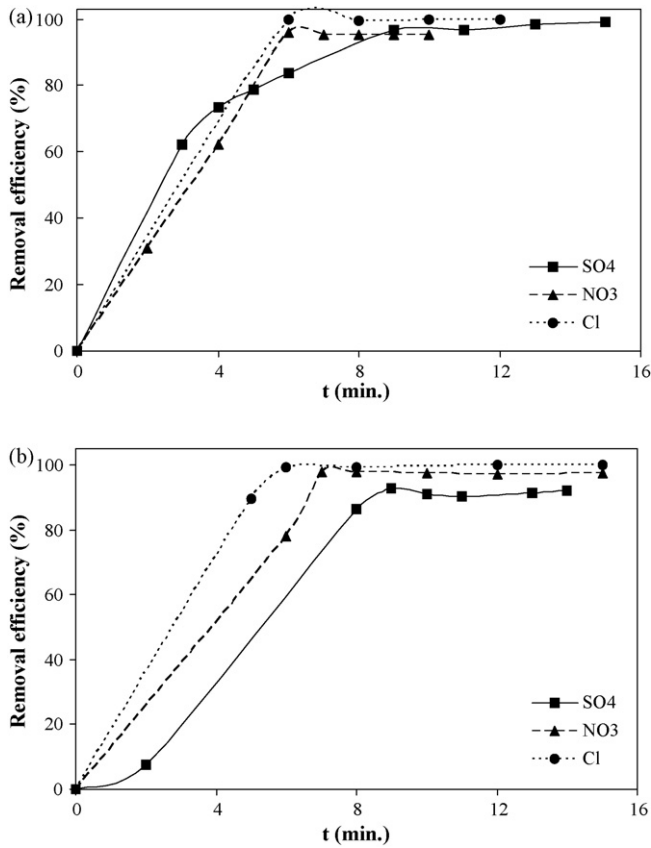 (a)
100
80
60
40
20
0
Removal efficiency (%)
SO4
NO3
Cl
0 4 8 12 16
t (min.)
(b)
100
80
60
40
20
0
Removal efficiency (%)
SO4
NO3
Cl
0 4 8 12 16
t (min.)